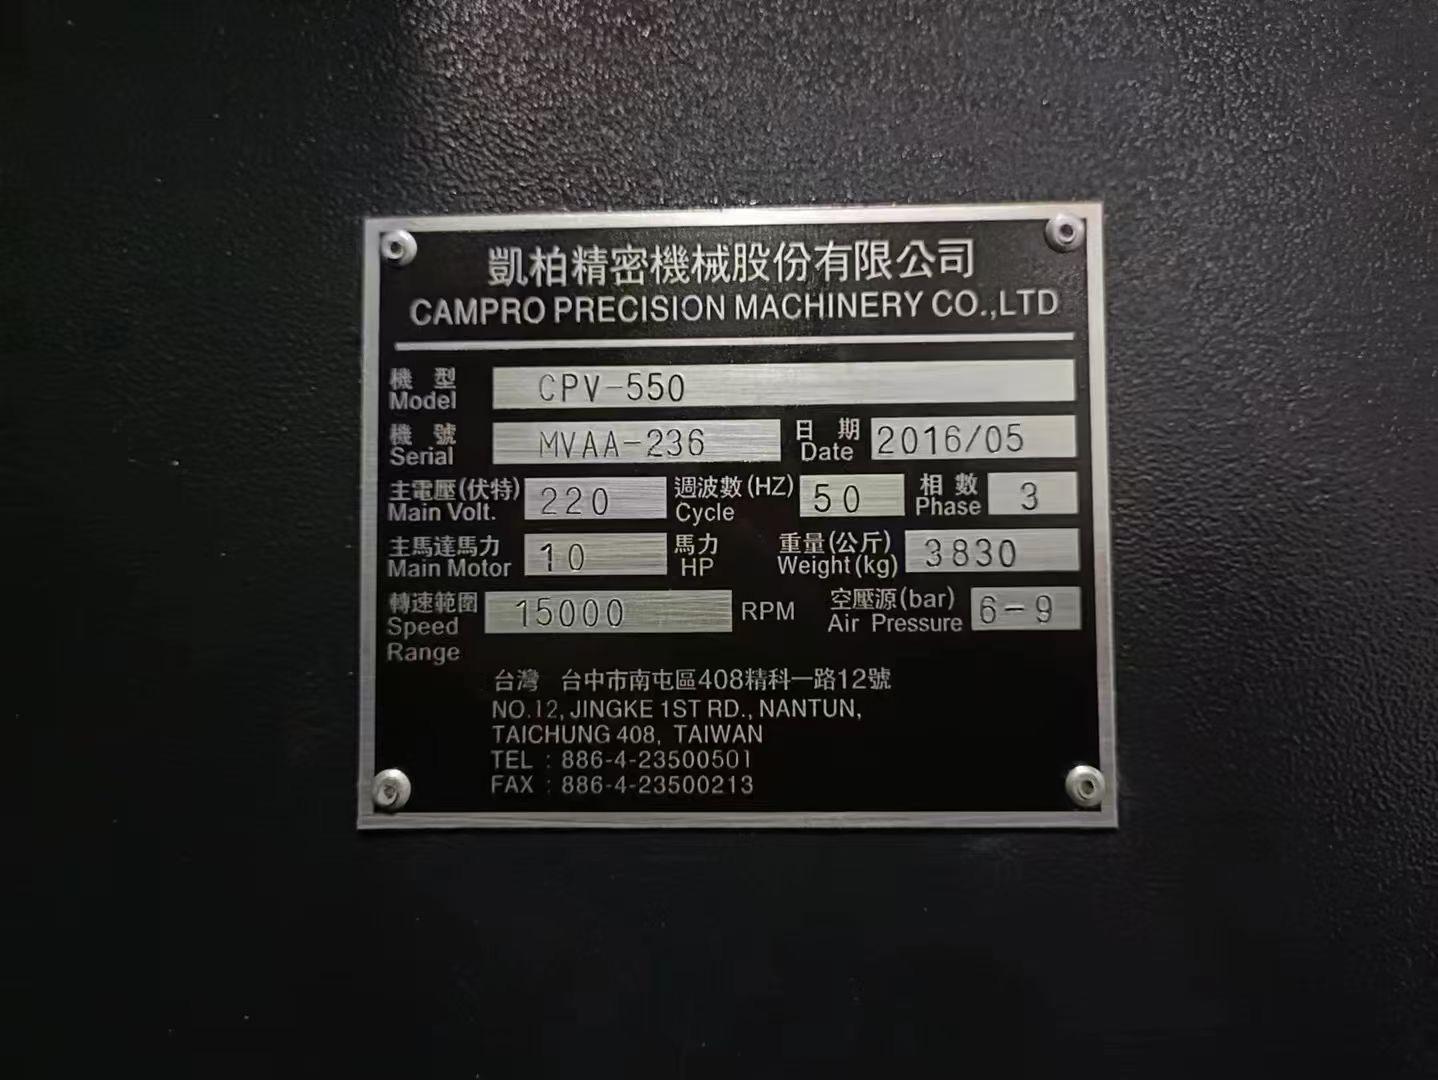 凱柏精密機械股份有限公司
CAMPRO PRECISION MACHINERY CO.,LTD
機型 CPV-550
Model
機號 MVAA-236 日期 2016/05
Serial Date
主電壓(伏特) 220 週波數(HZ) 50 相數 3
Main Volt. Cycle Phase
主馬達馬力 10 馬力 重量(公斤) 3830
Main Motor HP Weight(kg)
轉速範圍 15000 RPM 空壓源(bar) 6-9
Speed Air Pressure
Range
台灣 台中市南屯區408精科一路12號
NO.12, JINGKE 1ST RD., NANTUN,
TAICHUNG 408, TAIWAN
TEL : 886-4-23500501
FAX : 886-4-23500213